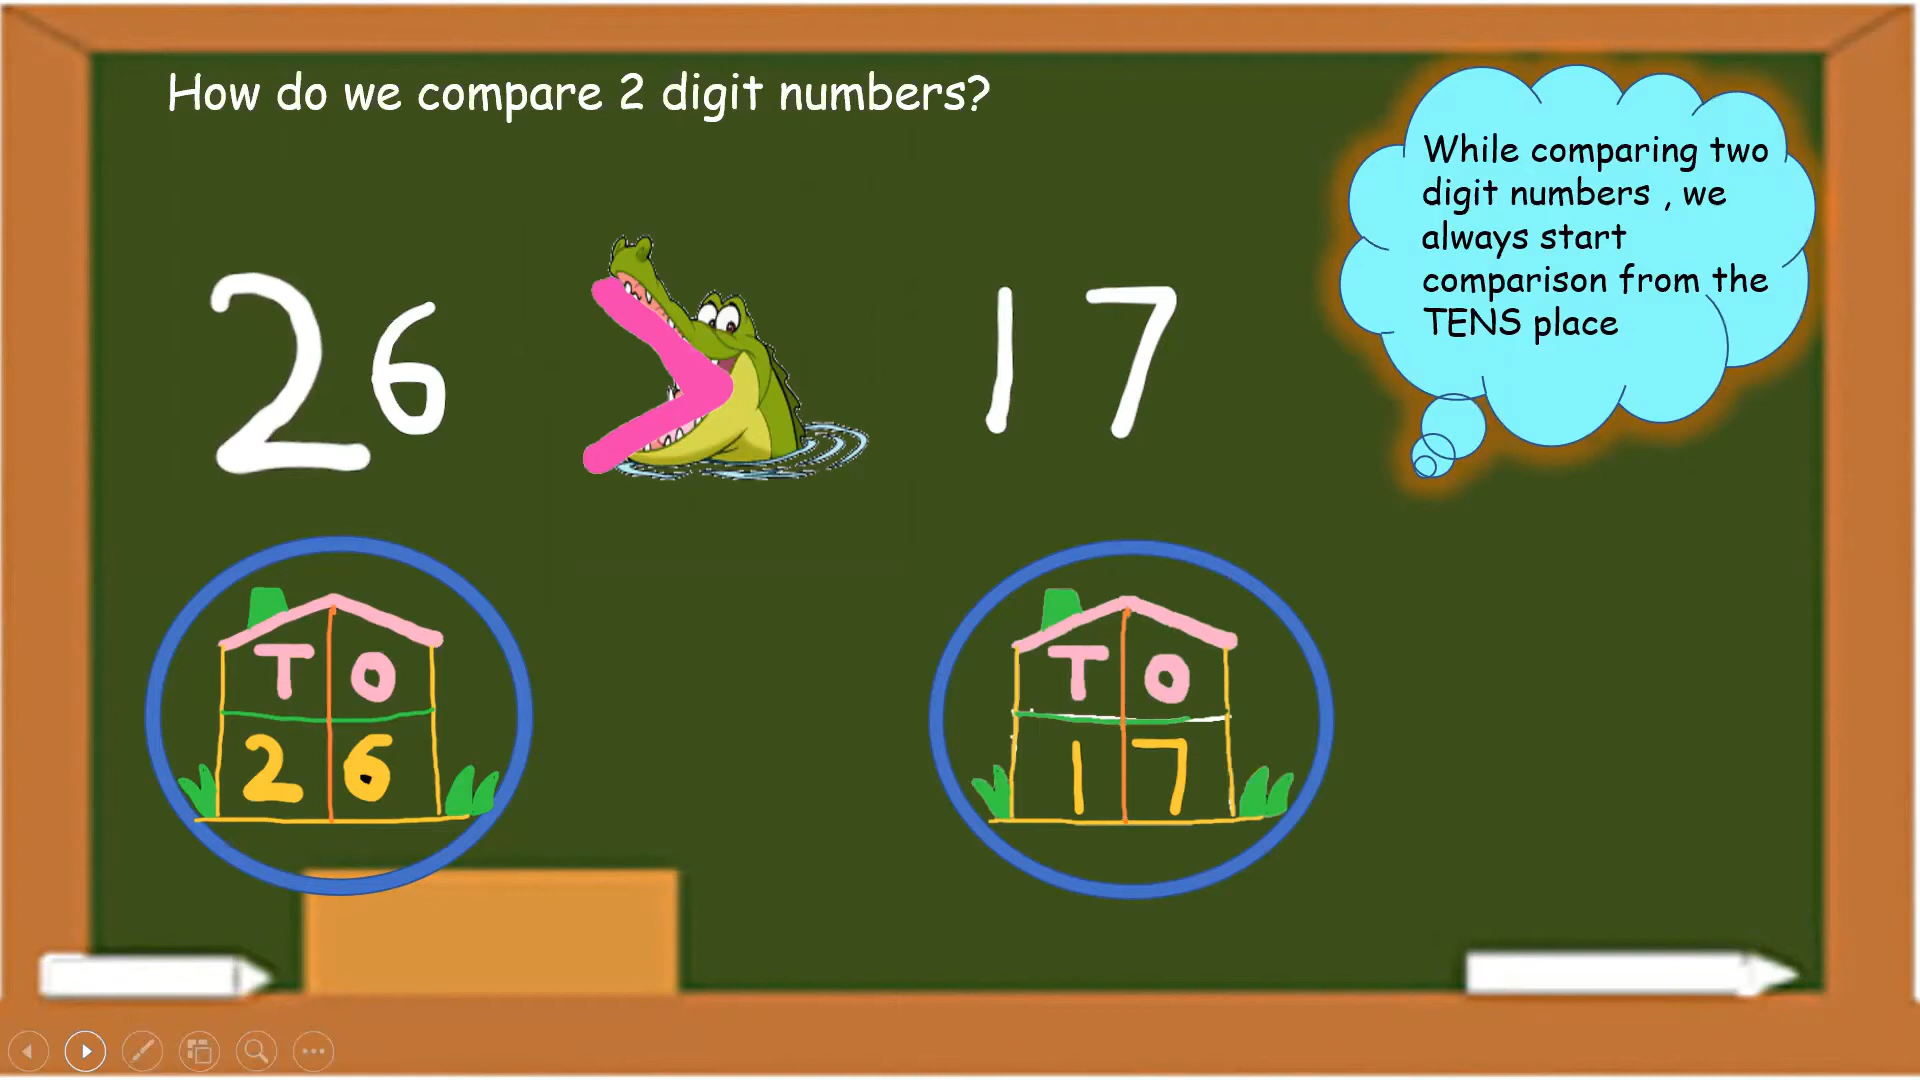 How do we compare 2 digit numbers?
While comparing two
digit numbers , we
always start
comparison from the
TENS place
26 > 17
T O
2 6
T O
1 7